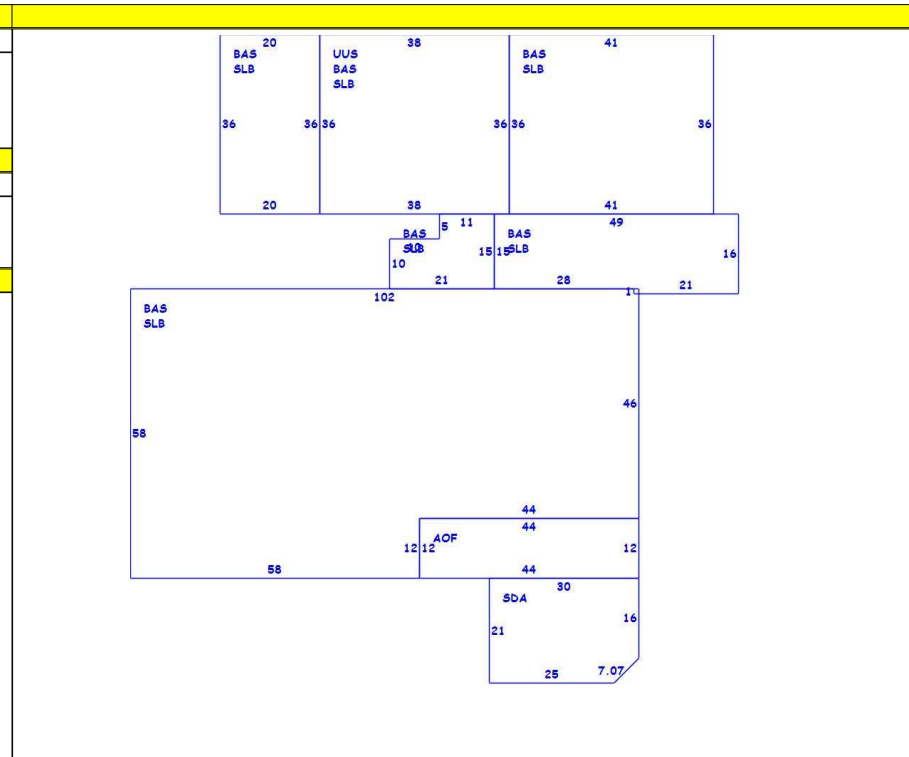 20 38 41
BAS UUS BAS
SLB BAS SLB
SLB
36 36 36 36 36 36
20 38 41
5 11 49
BAS BAS
SLB 10 SLB
15 15 16
10
21 28 21
102 1
BAS
SLB
46
58
44
44
AOF
12 12 12
58 44
30
SDA
16
21
25 7.07